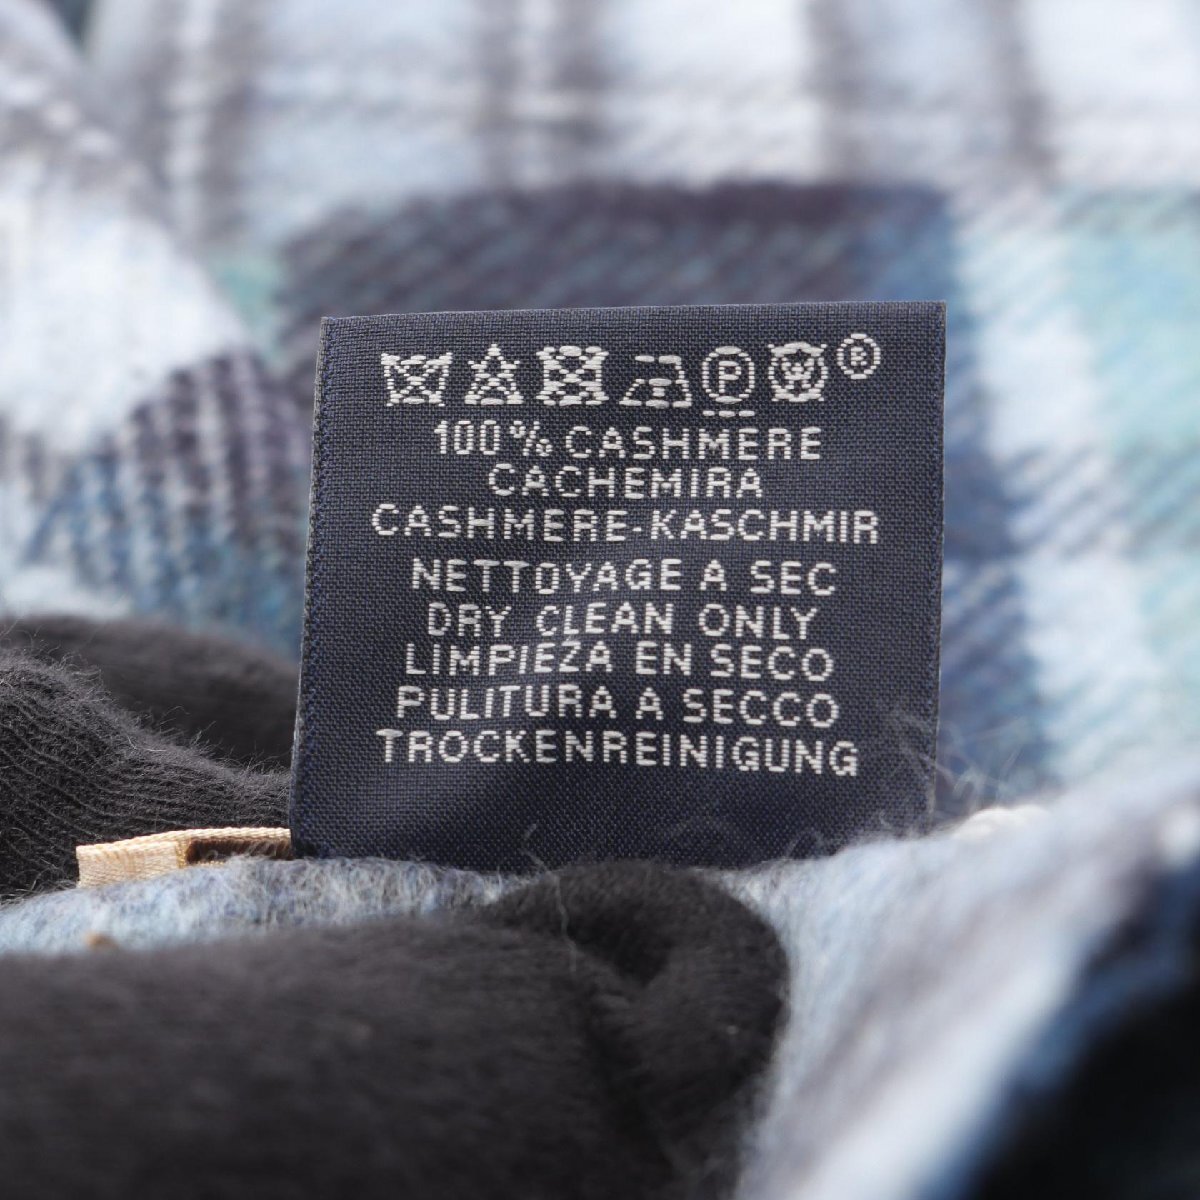 P W ®
100% CASHMERE
CACHEMIRA
CASHMERE-KASCHMIR
NETTOYAGE A SEC
DRY CLEAN ONLY
LIMPIEZA EN SECO
PULITURA A SECCO
TROCKENREINIGUNG